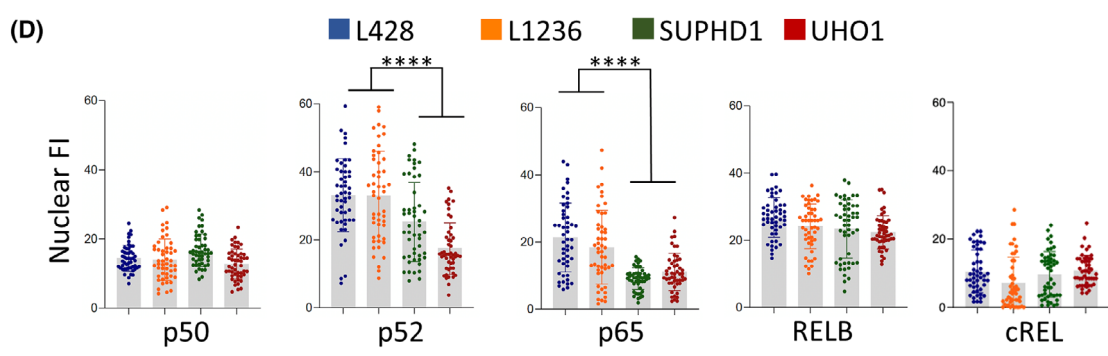 (D)
L428 L1236 SUPHD1 UHO1
**** ****
Nuclear FI
60 60 60 60 60
40 40 40 40 40
20 20 20 20 20
0 0 0 0 0
p50 p52 p65 RELB cREL